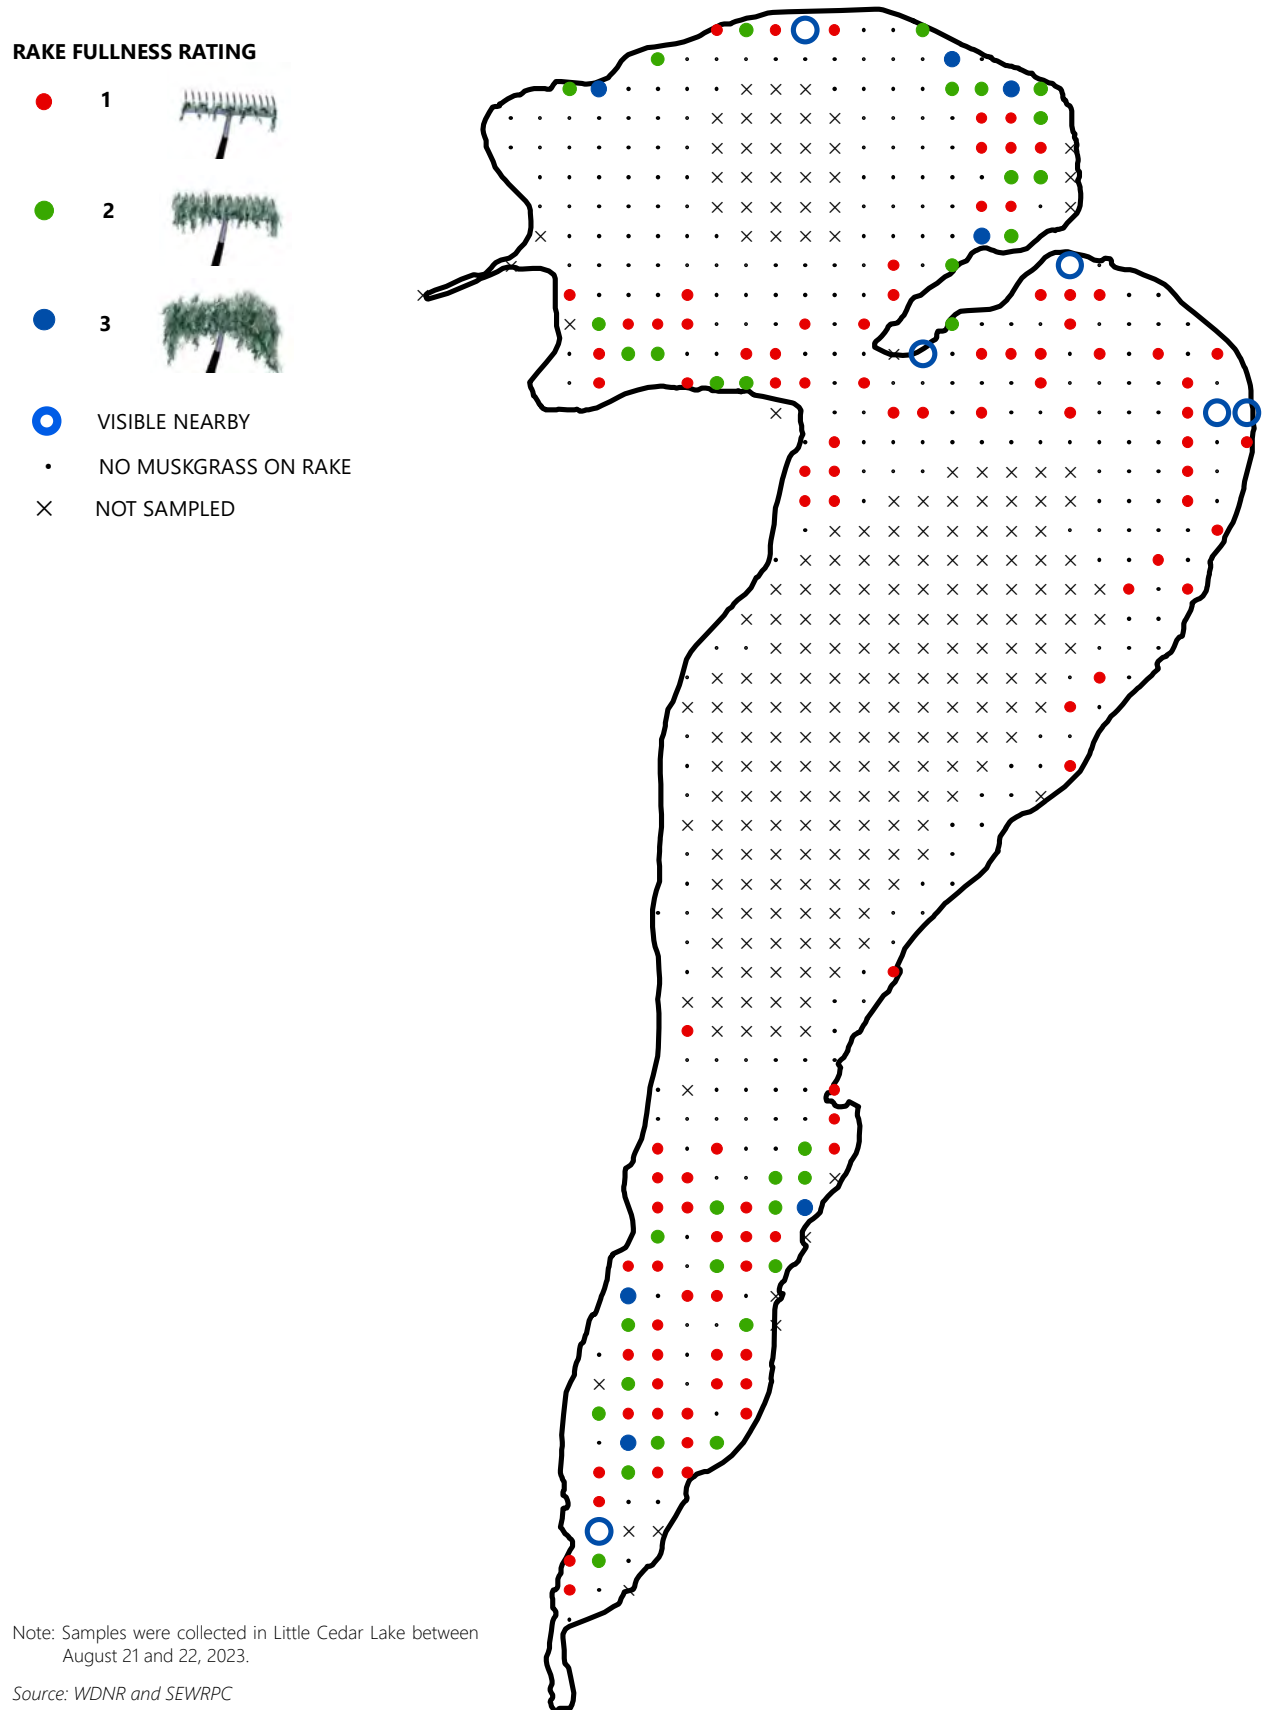 RAKE FULLNESS RATING
1
2
3
VISIBLE NEARBY
NO MUSKGRASS ON RAKE
NOT SAMPLED
Note: Samples were collected in Little Cedar Lake between
August 21 and 22, 2023.
Source: WDNR and SEWRPC